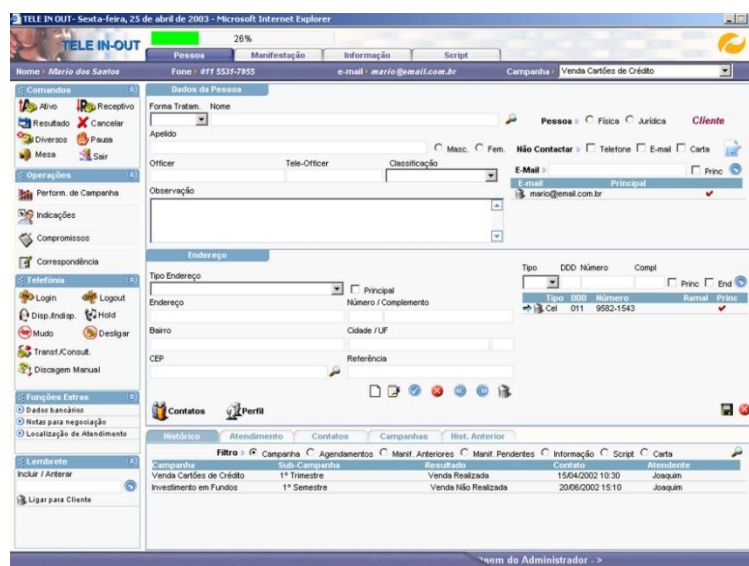 TELE IN OUT- Sexta-feira, 25 de abril de 2003 - Microsoft Internet Explorer
TELE IN-OUT
26%
Pessoa Manifestação Informação Script
Nome Mario dos Santos Fone 011 5531-7855 e-mail mario@email.com.br Campanha Venda Cartões de Crédito
Comandos
Ativo Receptivo
Resultado Cancelar
Diversos Pausa
Mesa Sair
Operações
Perform. de Campanha
Indicações
Compromissos
Correspondência
Telefônia
Login Logout
Disp./Indisp. Hold
Mudo Desligar
Transf./Consult.
Discagem Manual
Funções Extras
Dados bancários
Notas para negociação
Localização de Atendimento
Lembrete
Incluir / Anterar
Ligar para Cliente
Dados da Pessoa
Forma Tratam. Nome
Pessoa Física Jurídica Cliente
Apelido
Masc. Fem. Não Contactar Telefone E-mail Carta
Officer Tele-Officer Classificação
E-Mail Princ
E-mail Principal
mario@email.com.br
Observação
Endereço
Tipo Endereço
Principal
Endereço Número / Complemento
Bairro Cidade / UF
CEP Referência
Tipo DDD Número Compl
Princ End
Tipo DDD Número Ramal Princ
Cel 011 9582-1543
Contatos Perfil
Histórico Atendimento Contatos Campanhas Hist. Anterior
Filtro Campanha Agendamentos Manif. Anteriores Manif. Pendentes Informação Script Carta
Campanha Sub-Campanha Resultado Contato Atendente
Venda Cartões de Crédito 1º Trimestre Venda Realizada 15/04/2002 10:30 Joaquim
Investimento em Fundos 1º Semestre Venda Não Realizada 20/06/2002 15:10 Joaquim
do Administrador - >